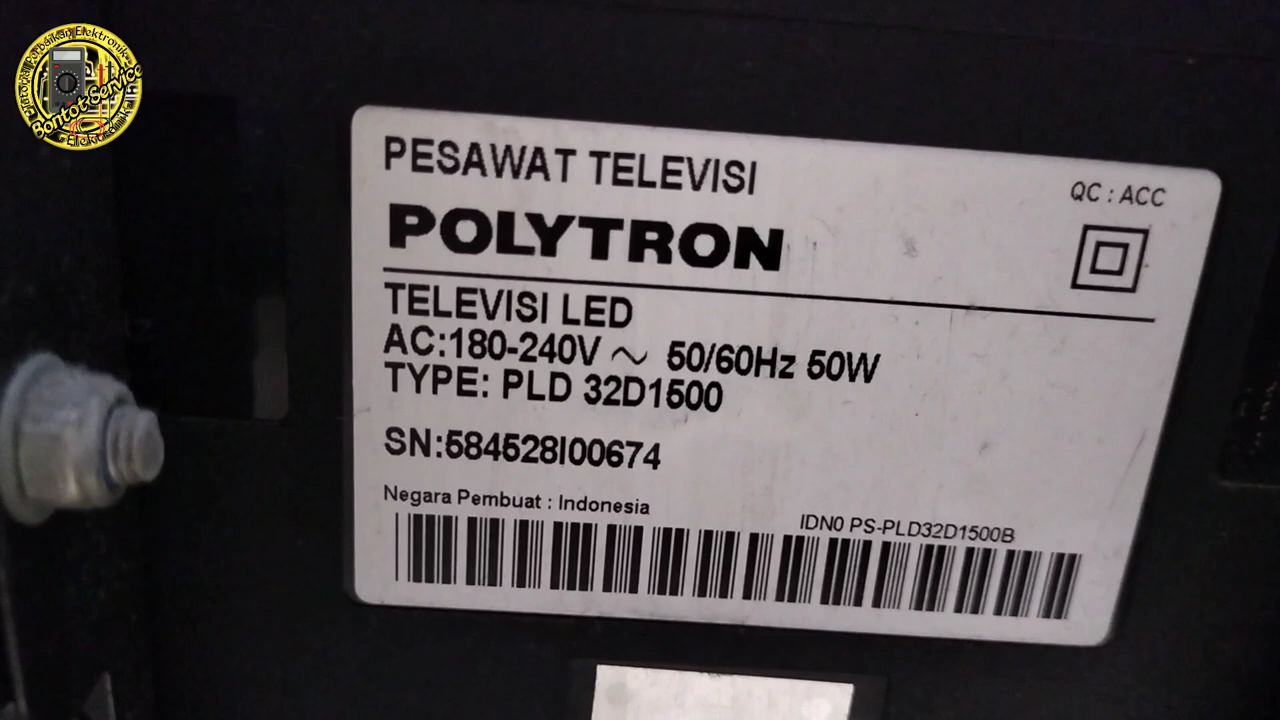 Bontot Service
PESAWAT TELEVISI
QC : ACC
POLYTRON
TELEVISI LED
AC:180-240V ~ 50/60Hz 50W
TYPE: PLD 32D1500
SN:584528I00674
Negara Pembuat : Indonesia
IDN0 PS-PLD32D1500B